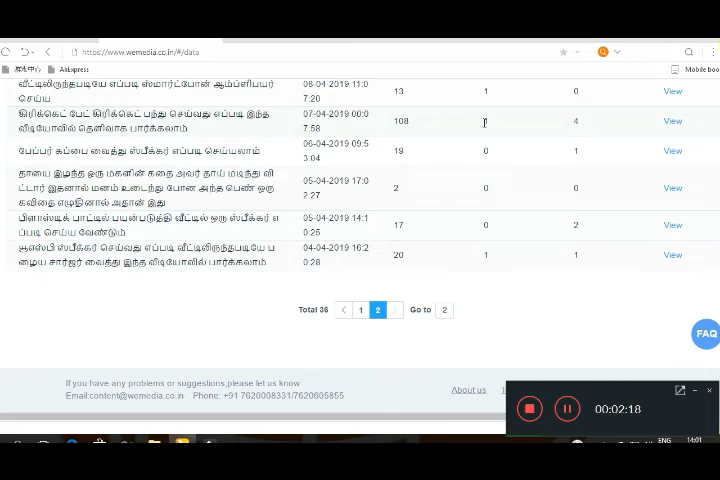 https://www.wemedia.co.in/#/data
AliExpress
Mobile boo
வீட்டிலிருந்தபடியே எப்படி ஸ்மார்ட்போன் ஆம்ப்ளிபயர்
செய்ய
08-04-2019 11:0
7:20
13
1
0
View
கிரிக்கெட் பேட் கிரிக்கெட் பந்து செய்வது எப்படி இந்த
வீடியோவில் தெளிவாக பார்க்கலாம்
07-04-2019 00:0
7:58
108
4
View
பேப்பர் கப்பை வைத்து ஸ்பீக்கர் எப்படி செய்யலாம்
06-04-2019 09:5
3:04
19
0
1
View
தாயை இழந்த ஒரு மகளின் கதை அவர் தாய் மடிந்து வி
ட்டார் இதனால் மனம் உடைந்து போன அந்த பெண் ஒரு
கவிதை எழுதினால் அதான் இது
05-04-2019 17:0
2:27
2
0
0
View
பிளாஸ்டிக் பாட்டில் பயன்படுத்தி வீட்டில் ஒரு ஸ்பீக்கர் எ
ப்படி செய்ய வேண்டும்
05-04-2019 14:1
0:25
17
0
2
View
யூஎஸ்பி ஸ்பீக்கர் செய்வது எப்படி வீட்டிலிருந்தபடியே ப
ழைய சார்ஜர் வைத்து இந்த வீடியோவில் பார்க்கலாம்
04-04-2019 16:2
0:28
20
1
1
View
Total 36
1
2
Go to
2
FAQ
If you have any problems or suggestions,please let us know
Email:content@wemedia.co.in Phone: +91 7620008331/7620605855
About us
00:02:18
ENG
14:01